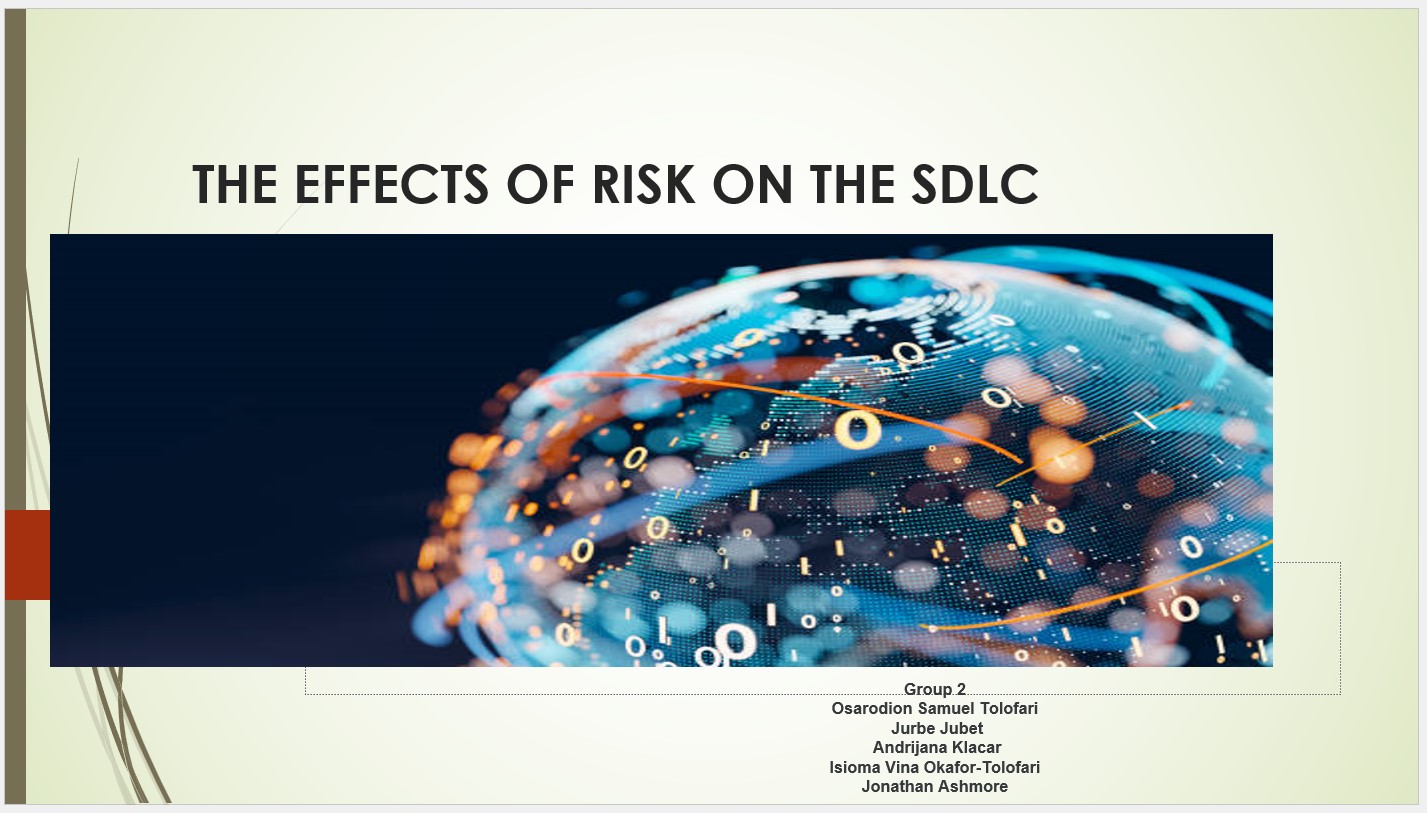 THE EFFECTS OF RISK ON THE SDLC
Group 2
Osarodion Samuel Tolofari
Jurbe Jubet
Andrijana Klacar
Isioma Vina Okafor-Tolofari
Jonathan Ashmore